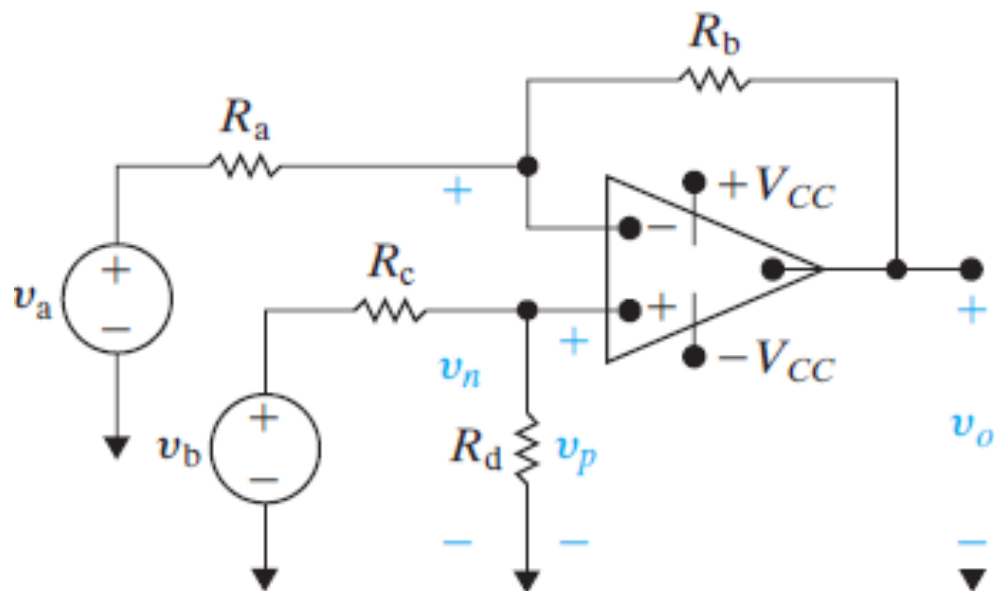 R_b
R_a
+
+V_CC
−
+
v_a
−
R_c
+
+
−V_CC
+
v_n
+
v_b
−
R_d
v_p
v_o
−
−
−